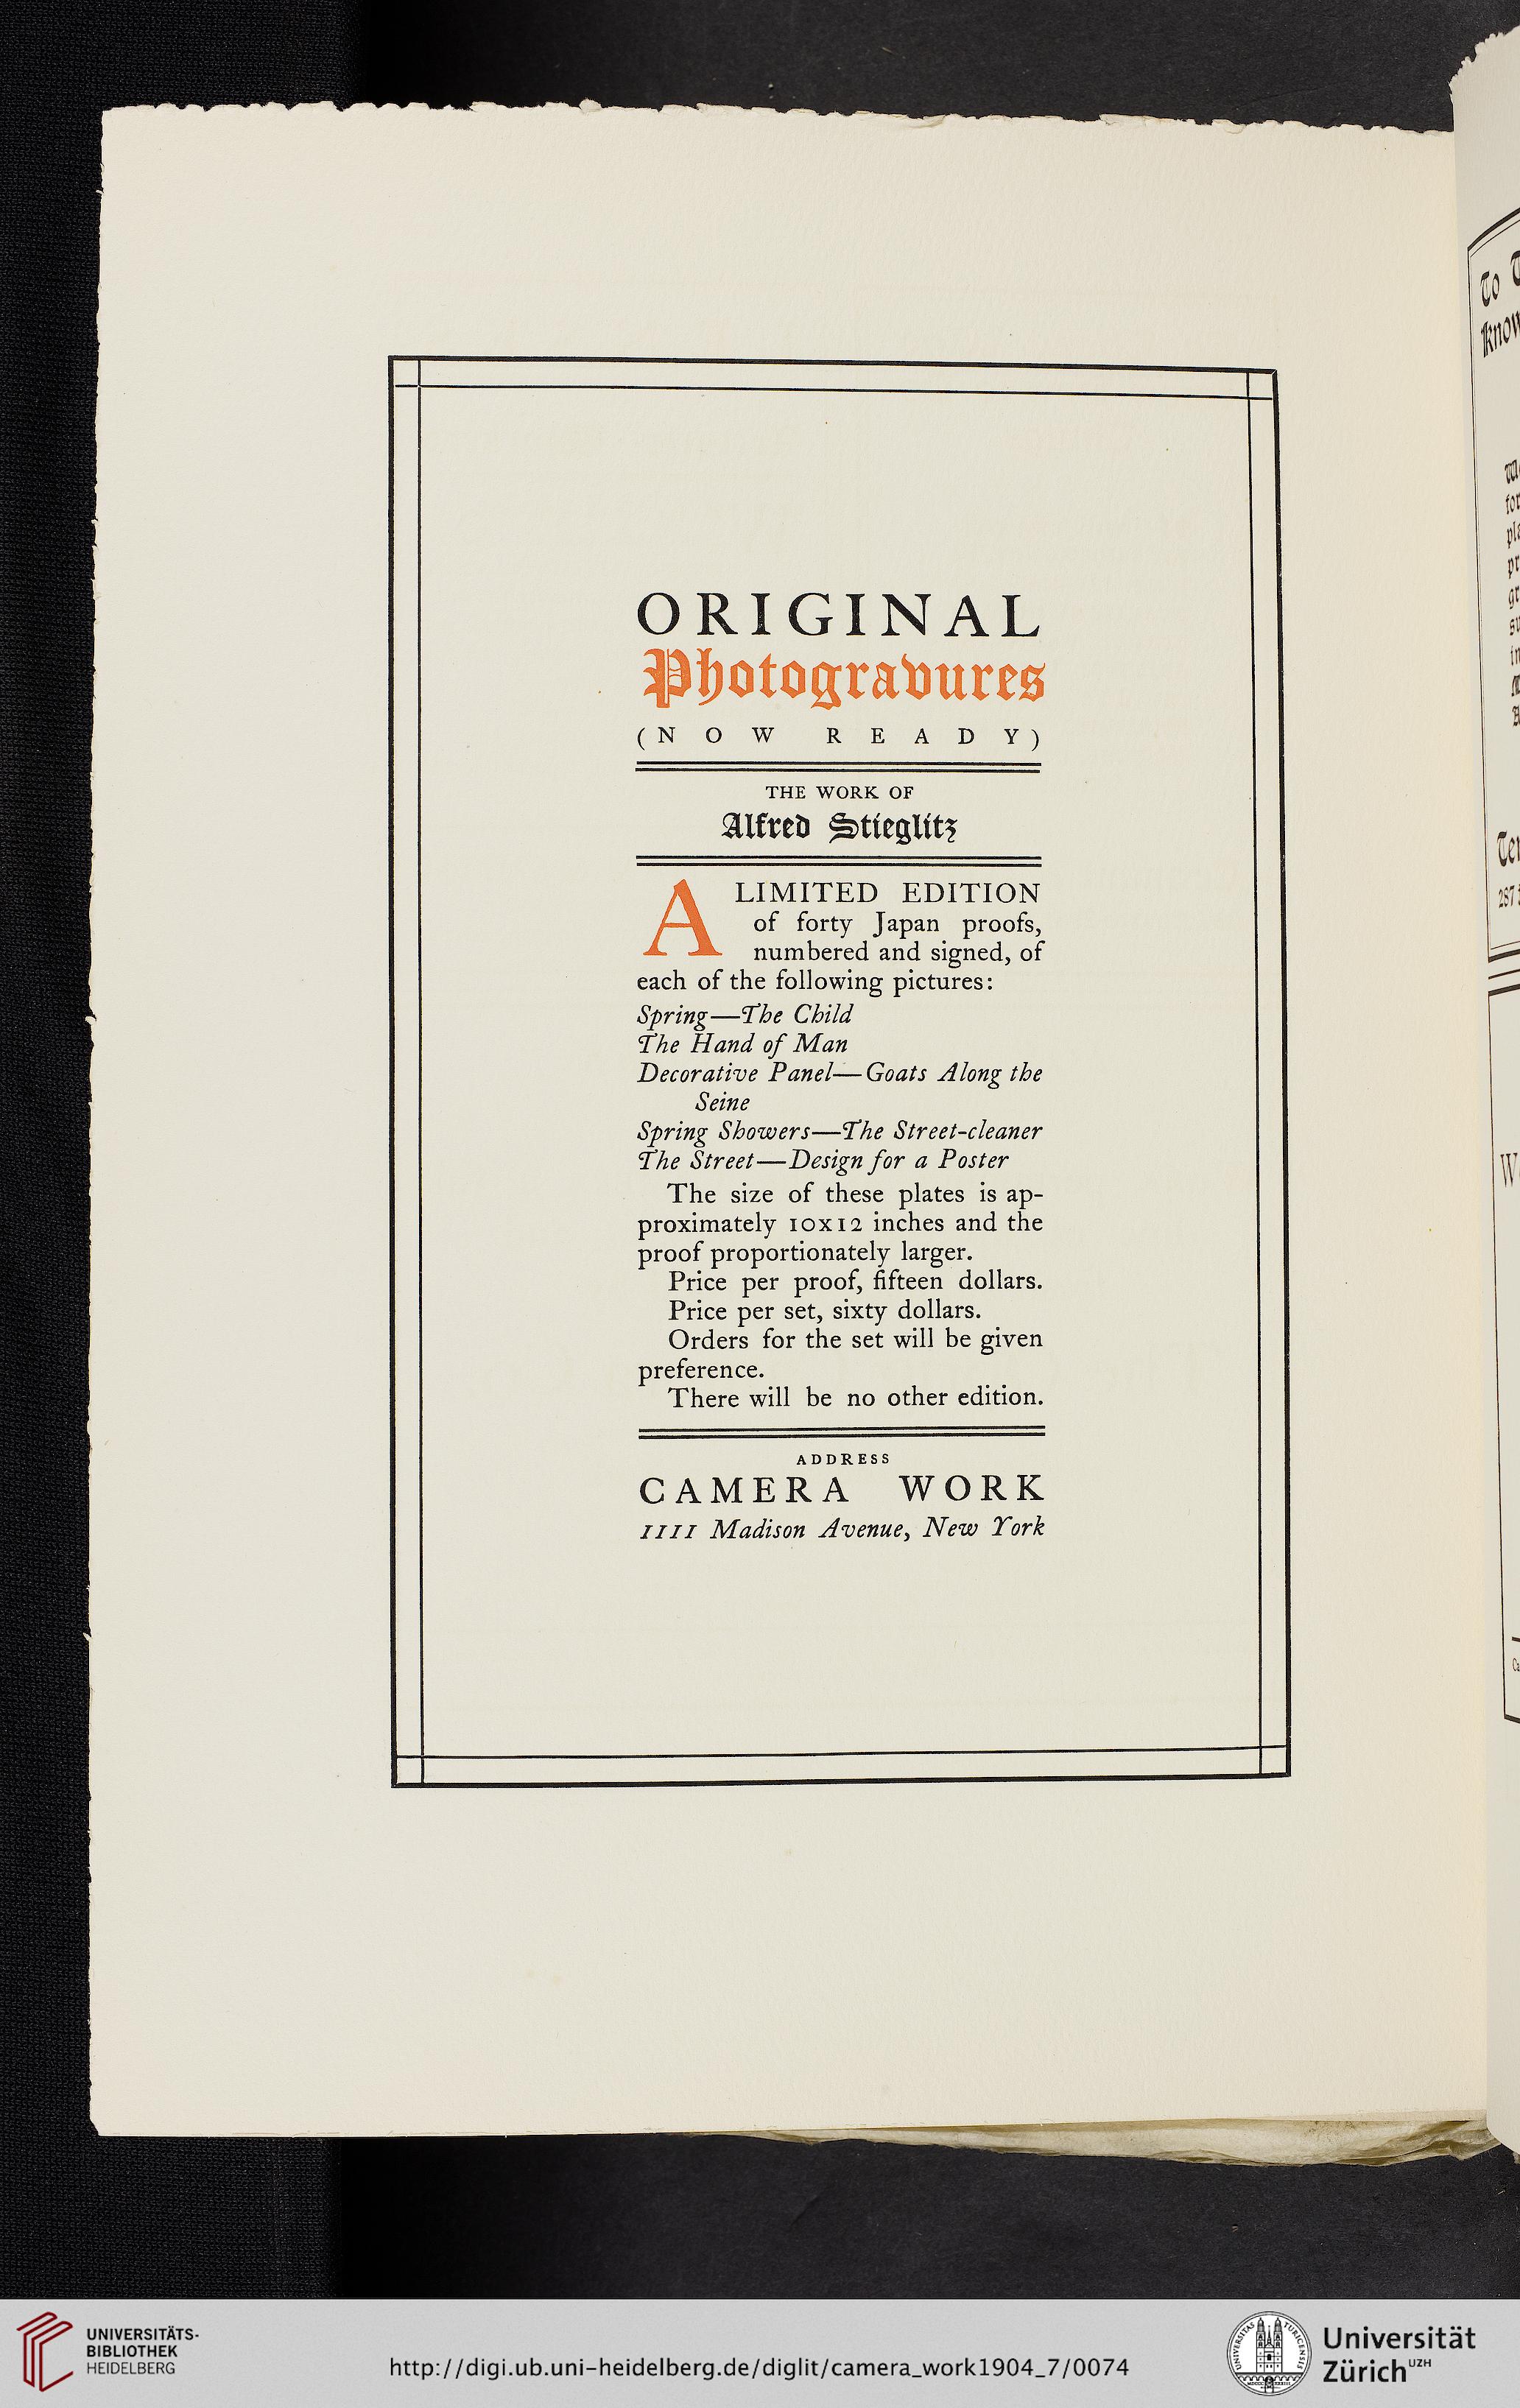 ORIGINAL
Photogravures
(NOW READY)
THE WORK OF
Alfred Stieglitz
A LIMITED EDITION
of forty Japan proofs,
numbered and signed, of
each of the following pictures:
Spring—The Child
The Hand of Man
Decorative Panel—Goats Along the
Seine
Spring Showers—The Street-cleaner
The Street—Design for a Poster
The size of these plates is ap-
proximately 10x12 inches and the
proof proportionately larger.
Price per proof, fifteen dollars.
Price per set, sixty dollars.
Orders for the set will be given
preference.
There will be no other edition.
ADDRESS
CAMERA WORK
1111 Madison Avenue, New York
To
know
for
287
UNIVERSITÄTS-
BIBLIOTHEK
HEIDELBERG
http://digi.ub.uni-heidelberg.de/diglit/camera_work1904_7/0074
Universität
Zürich UZH